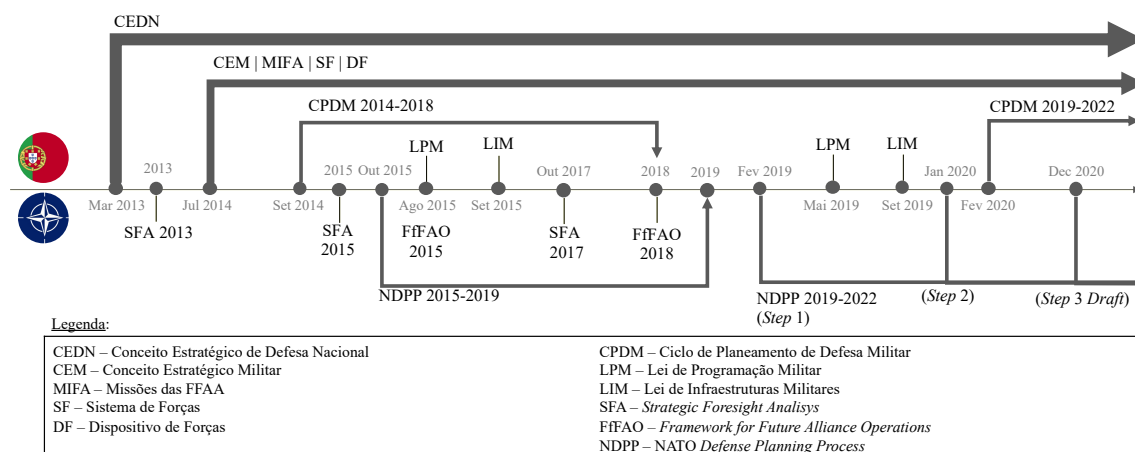 CEDN
CEM | MIFA | SF | DF
CPDM 2014-2018
CPDM 2019-2022
LPM
LIM
LPM
LIM
2013
2015
Out 2015
Out 2017
2018
2019
Fev 2019
Jan 2020
Dec 2020
Mar 2013
Jul 2014
Set 2014
Ago 2015
Set 2015
Mai 2019
Set 2019
Fev 2020
SFA 2013
SFA
2015
FfFAO
2015
SFA
2017
FfFAO
2018
NDPP 2015-2019
NDPP 2019-2022
(Step 1)
(Step 2)
(Step 3 Draft)
Legenda:
CEDN – Conceito Estratégico de Defesa Nacional
CEM – Conceito Estratégico Militar
MIFA – Missões das FFAA
SF – Sistema de Forças
DF – Dispositivo de Forças
CPDM – Ciclo de Planeamento de Defesa Militar
LPM – Lei de Programação Militar
LIM – Lei de Infraestruturas Militares
SFA – Strategic Foresight Analisys
FfFAO – Framework for Future Alliance Operations
NDPP – NATO Defense Planning Process